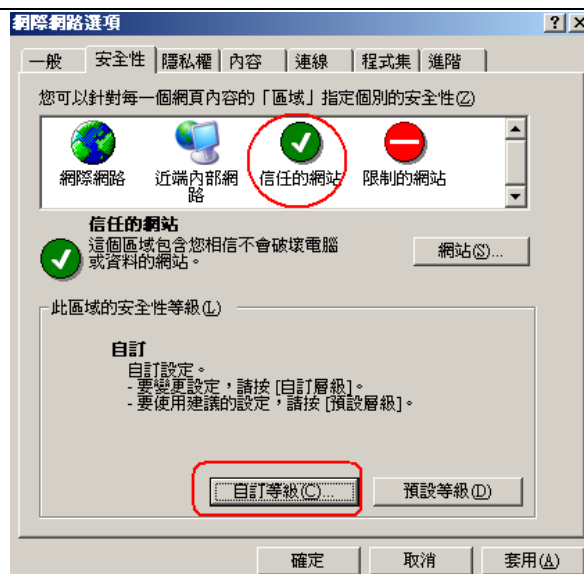 網際網路選項
一般 安全性 隱私權 內容 連線 程式集 進階
您可以針對每一個網頁內容的「區域」指定個別的安全性(Z)
網際網路 近端內部網路 信任的網站 限制的網站
信任的網站
這個區域包含您相信不會破壞電腦
或資料的網站。
網站(S)...
此區域的安全性等級(L)
自訂
自訂設定。
- 要變更設定，請按 [自訂層級]。
- 要使用建議的設定，請按 [預設層級]。
自訂等級(C)... 預設等級(D)
確定 取消 套用(A)